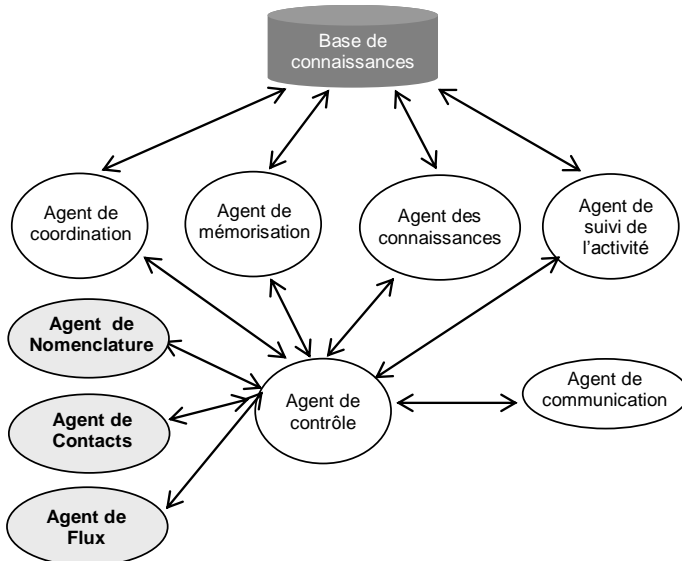 Base de
connaissances
Agent de
coordination
Agent de
mémorisation
Agent des
connaissances
Agent de
suivi de
l'activité
Agent de
Nomenclature
Agent de
Contacts
Agent de
Flux
Agent de
contrôle
Agent de
communication